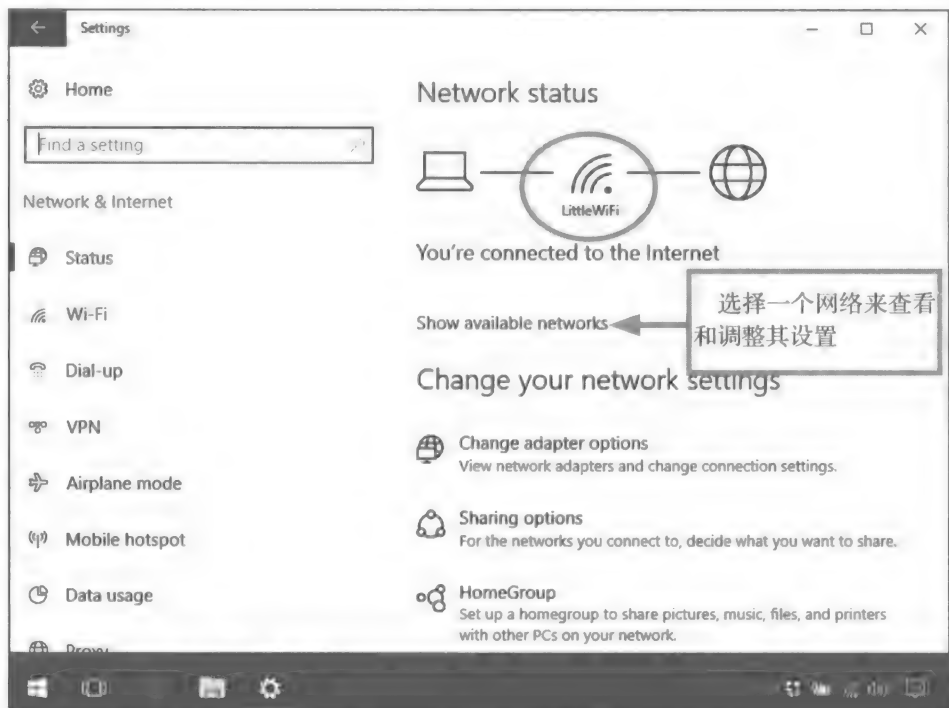 Settings
Home
Find a setting
Network & Internet
Status
Wi-Fi
Dial-up
VPN
Airplane mode
Mobile hotspot
Data usage
Proxy
Network status
LittleWiFi
You're connected to the Internet
Show available networks
选择一个网络来查看
和调整其设置
Change your network settings
Change adapter options
View network adapters and change connection settings.
Sharing options
For the networks you connect to, decide what you want to share.
HomeGroup
Set up a homegroup to share pictures, music, files, and printers
with other PCs on your network.